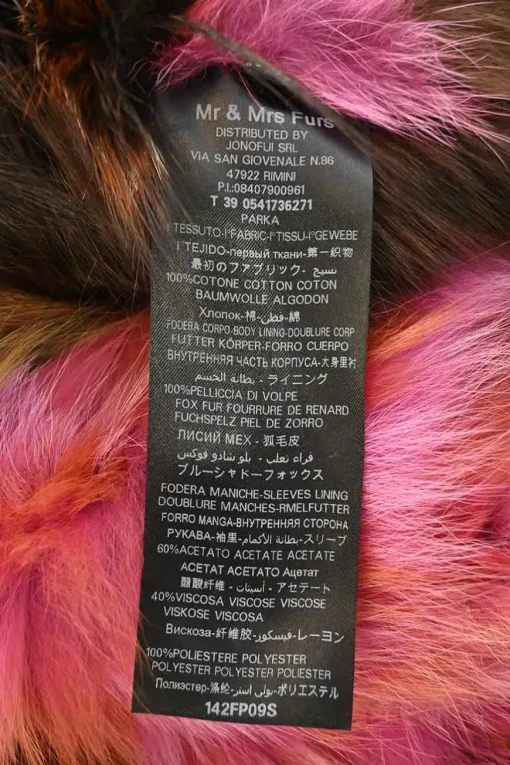 Mr & Mrs Furs
DISTRIBUTED BY
JONOFUI SRL
VIA SAN GIOVENALE N.86
47922 RIMINI
P.I.:08407900961
T 39 0541736271
PARKA
I°TESSUTO-I°FABRIC-I°TISSU-I°GEWEBE
I°TEJIDO-первый ткани-第一织物
最初のファブリック- نسيج
100%COTONE COTTON COTON
BAUMWOLLE ALGODON
Хлопок-棉-قطن-綿
FODERA CORPO-BODY LINING-DOUBLURE CORP
FUTTER KÖRPER-FORRO CUERPO
ВНУТРЕННЯЯ ЧАСТЬ КОРПУСА-大身里衬
بطانة الجسم - ライニング
100%PELLICCIA DI VOLPE
FOX FUR FOURRURE DE RENARD
FUCHSPELZ PIEL DE ZORRO
ЛИСИЙ МЕХ - 狐毛皮
فراء ثعلب - بلو شادو فوكس
ブルーシャドーフォックス
FODERA MANICHE-SLEEVES LINING
DOUBLURE MANCHES-RMELFUTTER
FORRO MANGA-ВНУТРЕННЯЯ СТОРОНА
РУКАВА-袖里-بطانة الأكمام-スリーブ
60%ACETATO ACETATE ACETATE
ACETAT ACETATO Ацетат
醋酸纤维 - أسيتات - アセテート
40%VISCOSA VISCOSE VISCOSE
VISKOSE VISCOSA
Вискоза-纤维胶-فيسكوز-レーヨン
100%POLIESTERE POLYESTER
POLYESTER POLYESTER POLIESTER
Полиэстер-涤纶-بولي استر-ポリエステル
142FP09S